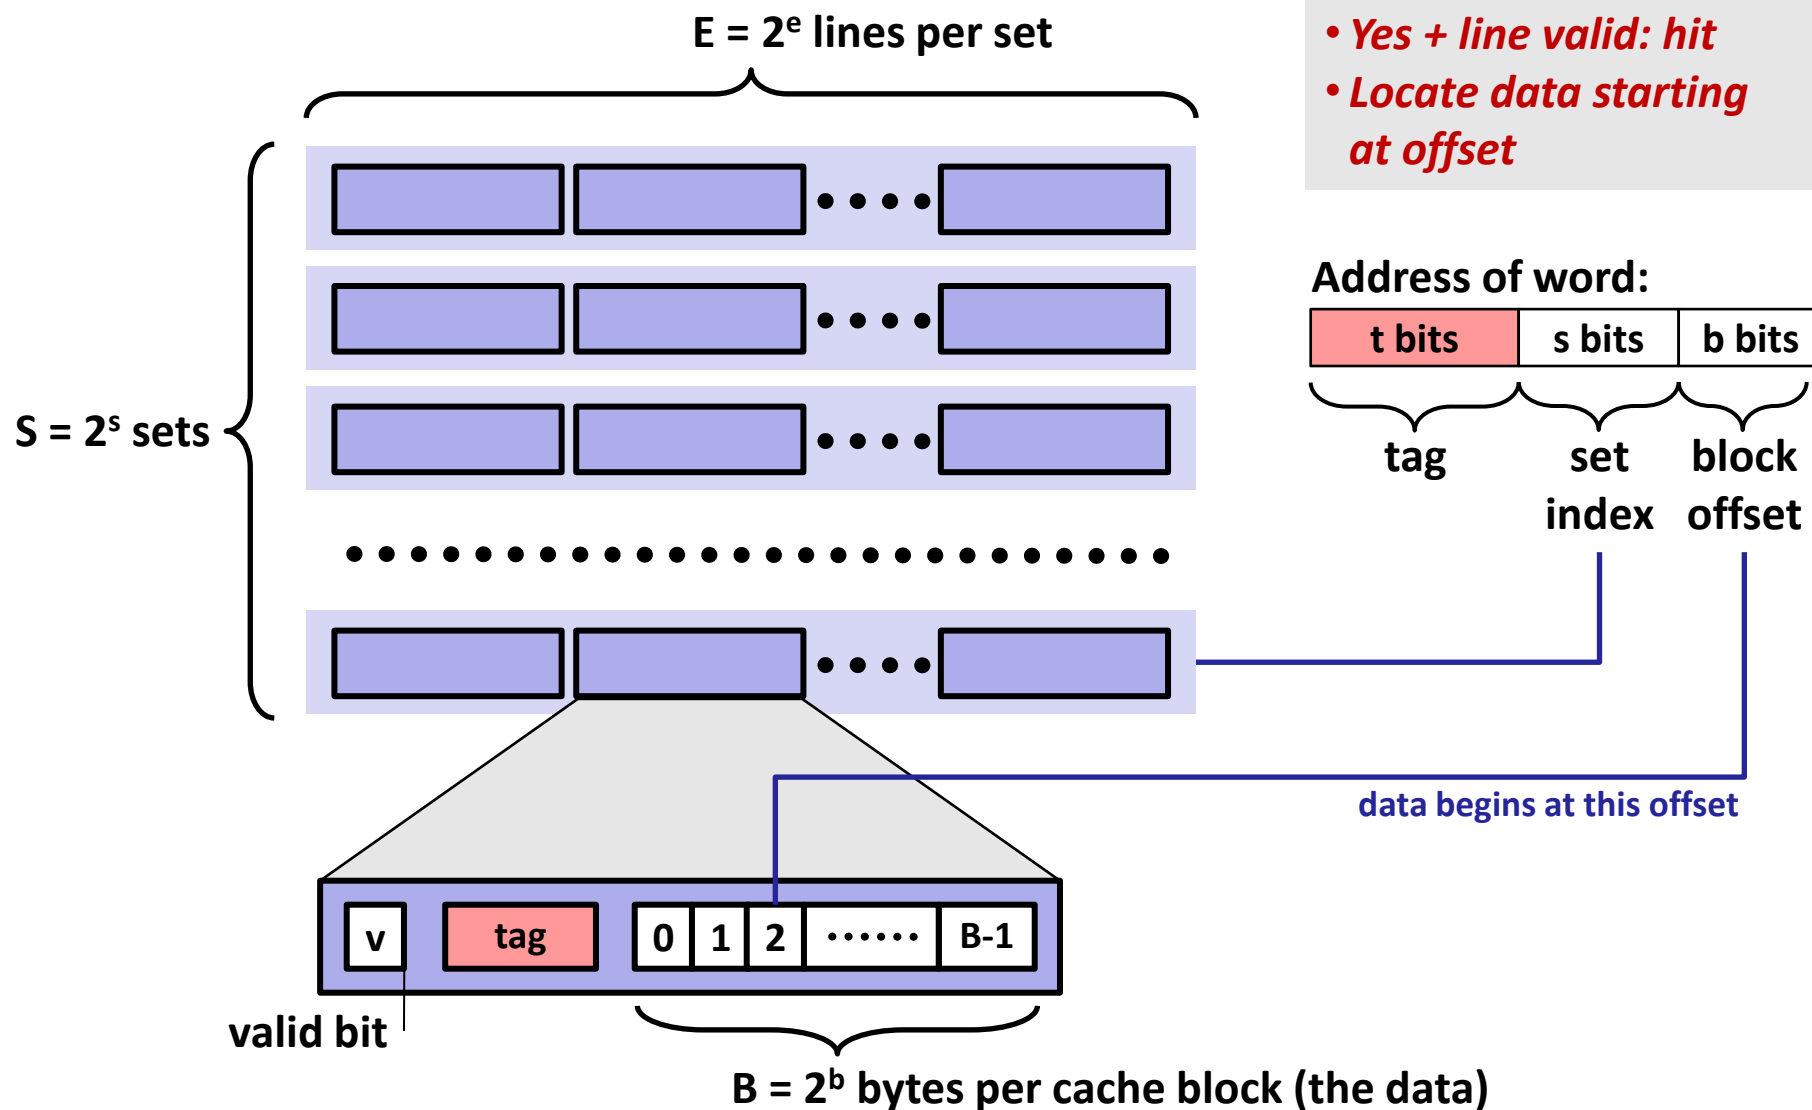 E = 2ᵉ lines per set
• Yes + line valid: hit
• Locate data starting
at offset
Address of word:
t bits s bits b bits
S = 2ˢ sets
tag set block
index offset
data begins at this offset
v tag 0 1 2 •••••• B-1
valid bit
B = 2ᵇ bytes per cache block (the data)